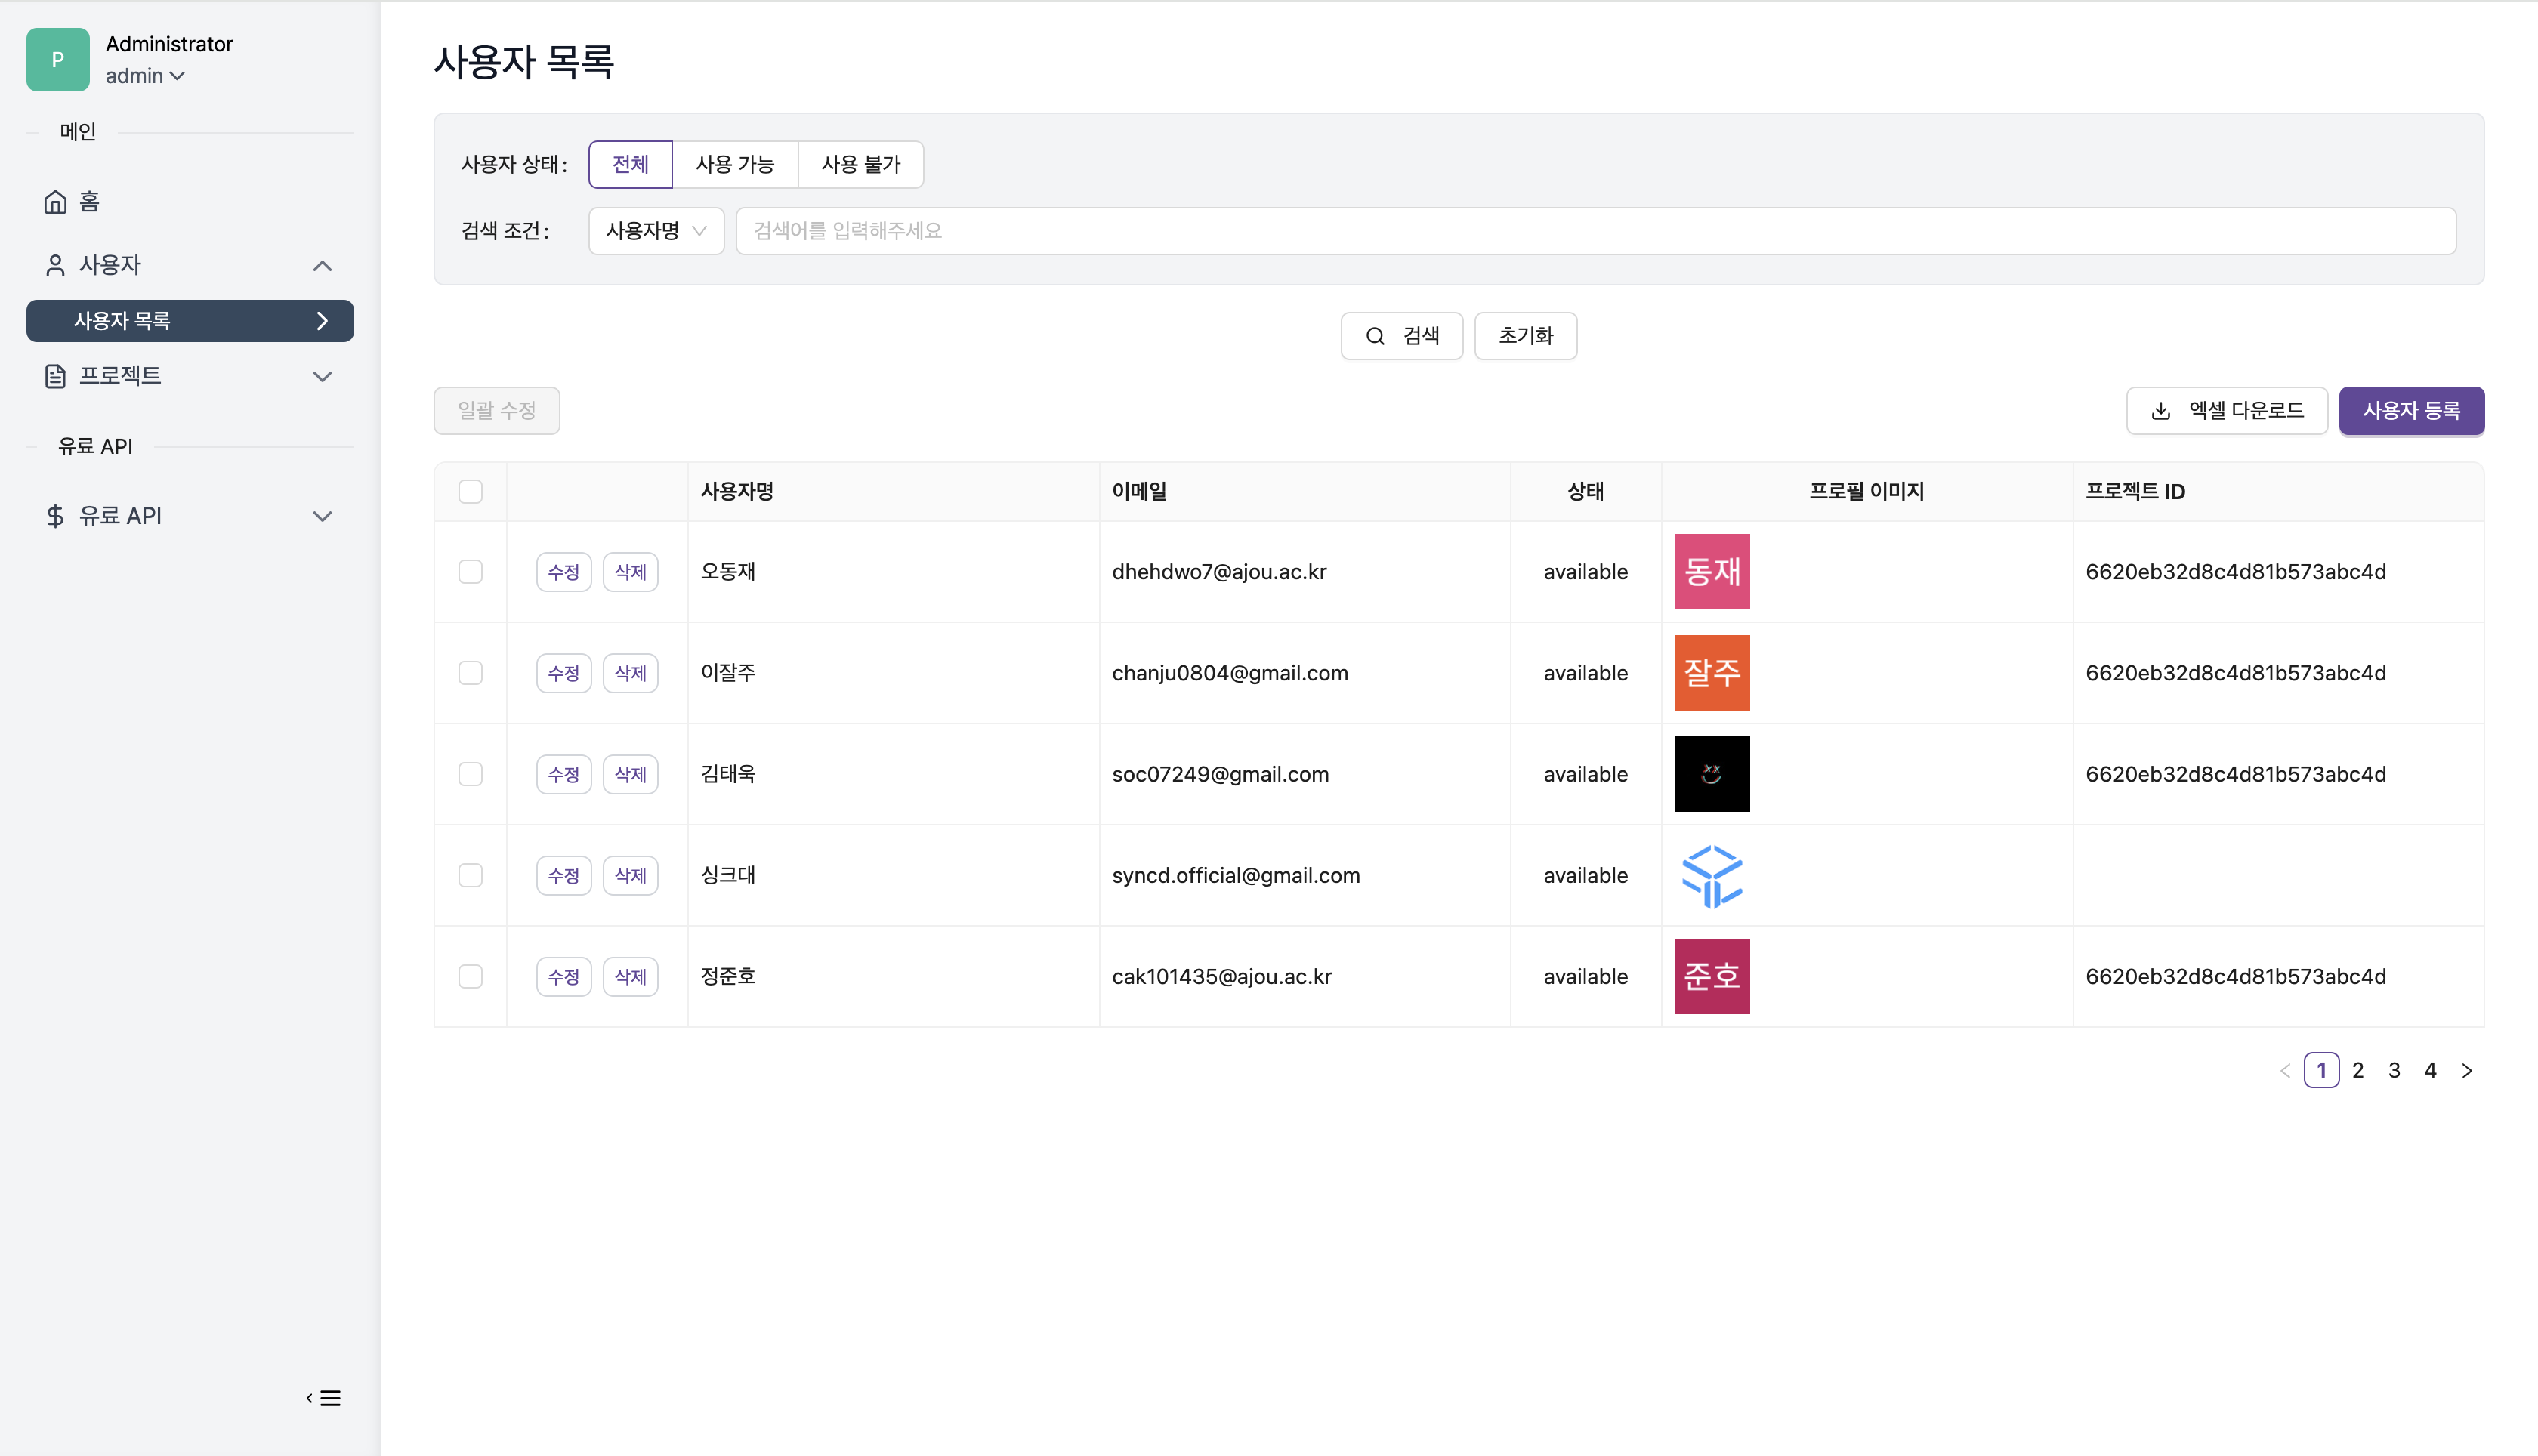 P
Administrator
admin
메인
홈
사용자
사용자 목록
프로젝트
유료 API
유료 API
사용자 목록
사용자 상태 :
전체
사용 가능
사용 불가
검색 조건 :
사용자명
검색어를 입력해주세요
검색
초기화
일괄 수정
엑셀 다운로드
사용자 등록
사용자명 이메일 상태 프로필 이미지 프로젝트 ID
수정 삭제 오동재 dhehdwo7@ajou.ac.kr available 동재 6620eb32d8c4d81b573abc4d
수정 삭제 이잘주 chanju0804@gmail.com available 잘주 6620eb32d8c4d81b573abc4d
수정 삭제 김태욱 soc07249@gmail.com available 6620eb32d8c4d81b573abc4d
수정 삭제 싱크대 syncd.official@gmail.com available
수정 삭제 정준호 cak101435@ajou.ac.kr available 준호 6620eb32d8c4d81b573abc4d
1 2 3 4